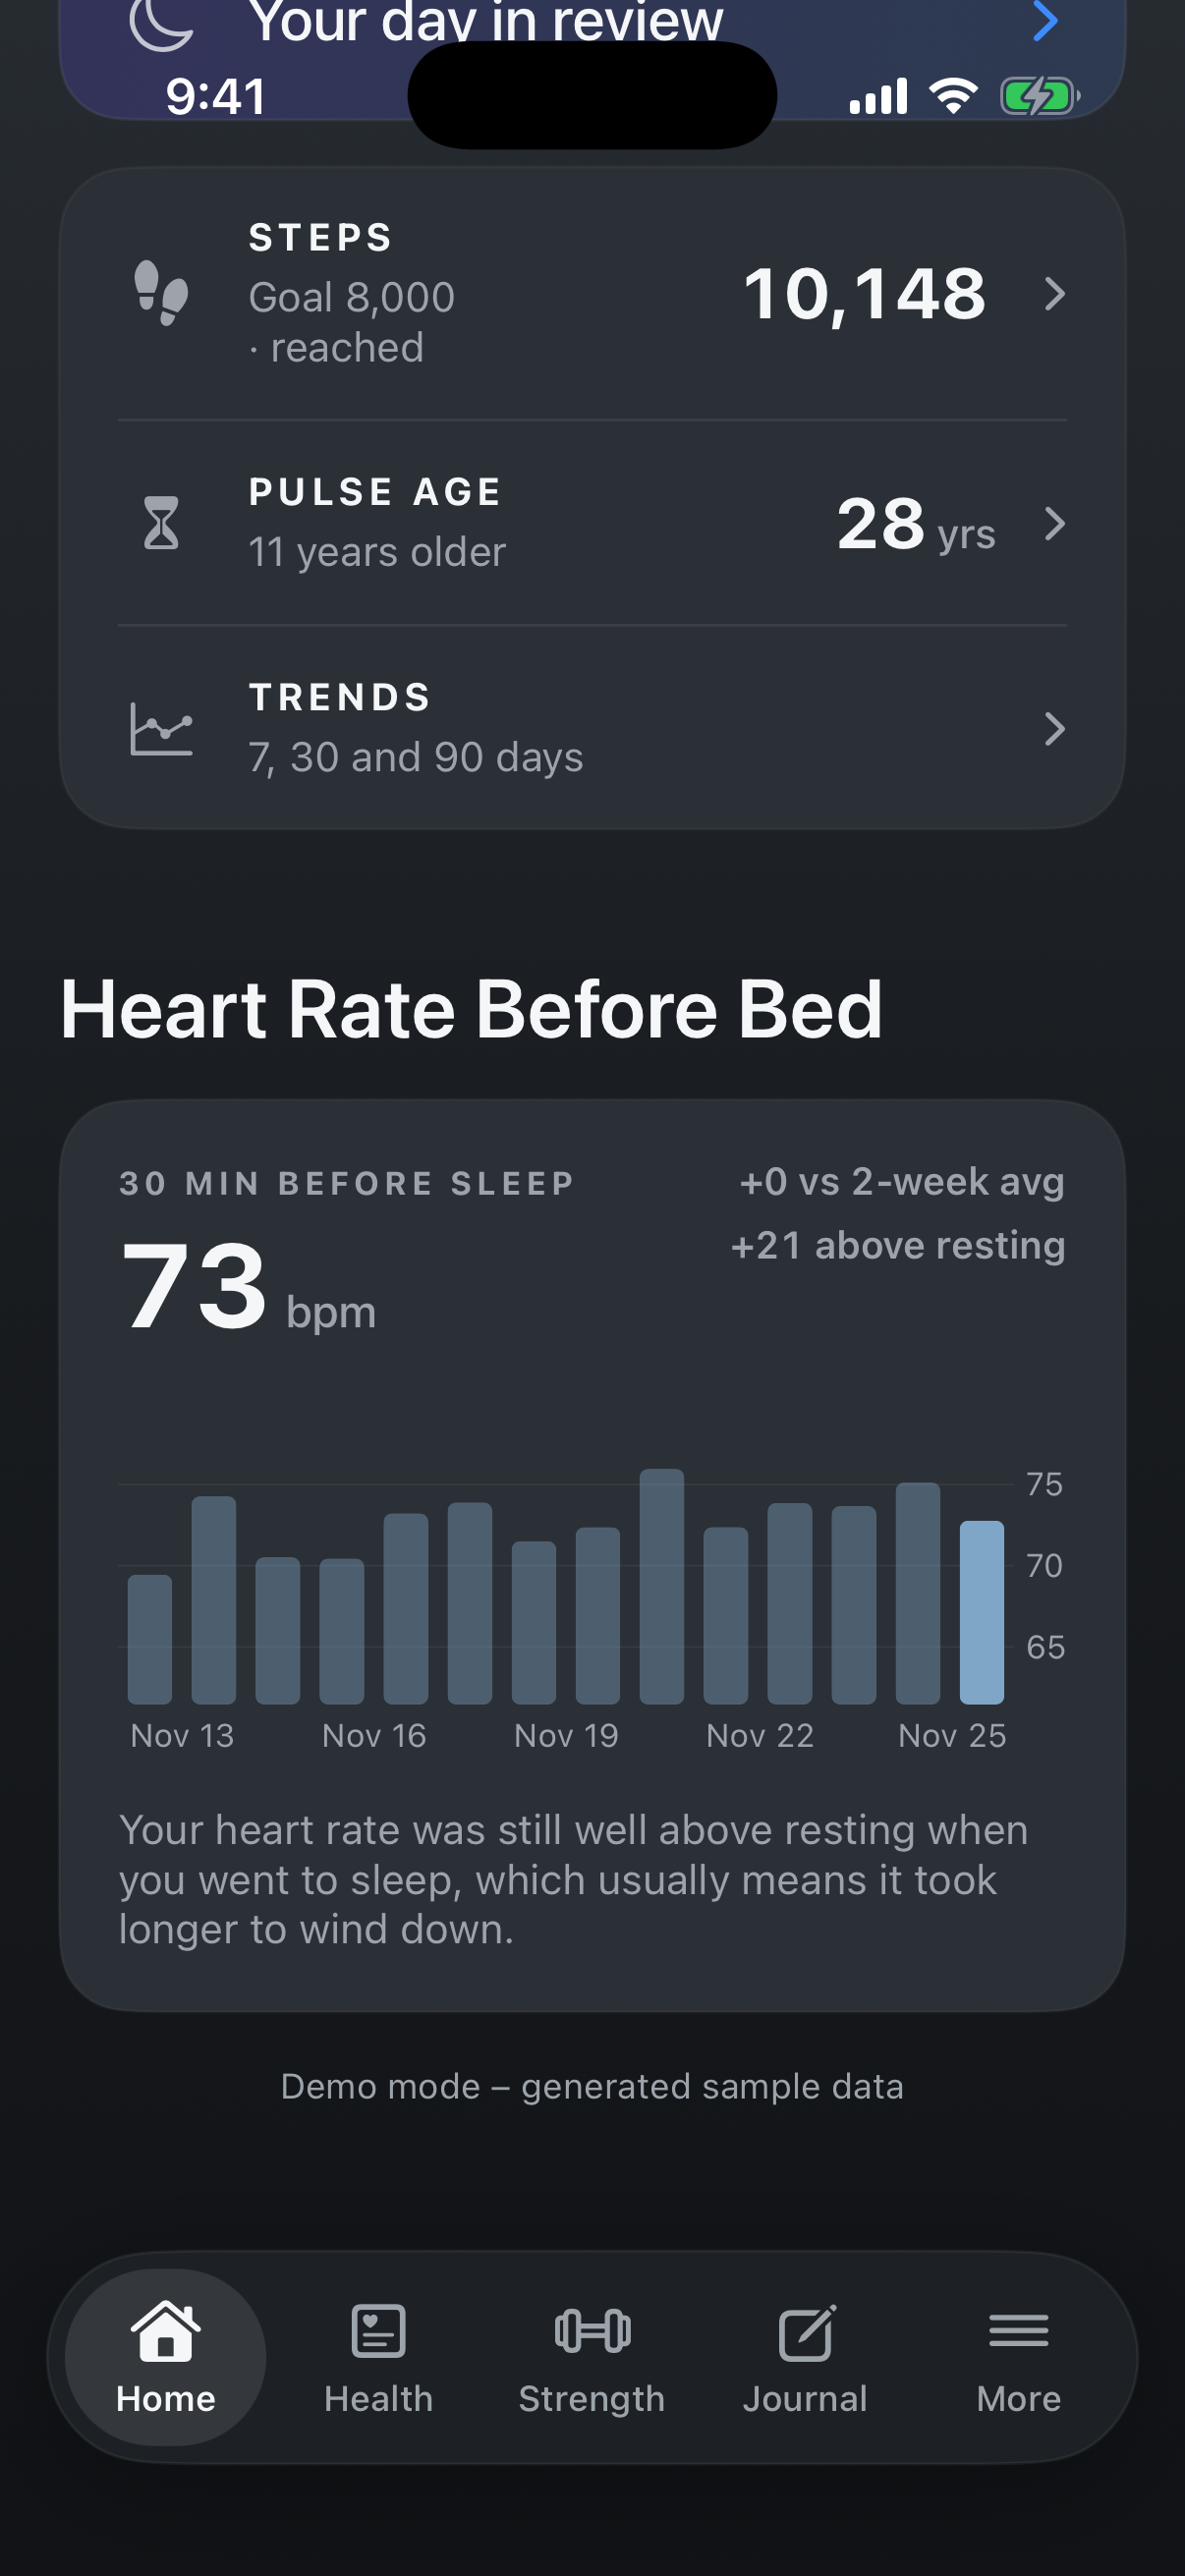 Your day in review
9:41
STEPS
Goal 8,000
· reached
10,148
PULSE AGE
11 years older
28 yrs
TRENDS
7, 30 and 90 days
Heart Rate Before Bed
30 MIN BEFORE SLEEP
+0 vs 2-week avg
+21 above resting
73 bpm
75
70
65
Nov 13 Nov 16 Nov 19 Nov 22 Nov 25
Your heart rate was still well above resting when
you went to sleep, which usually means it took
longer to wind down.
Demo mode – generated sample data
Home Health Strength Journal More